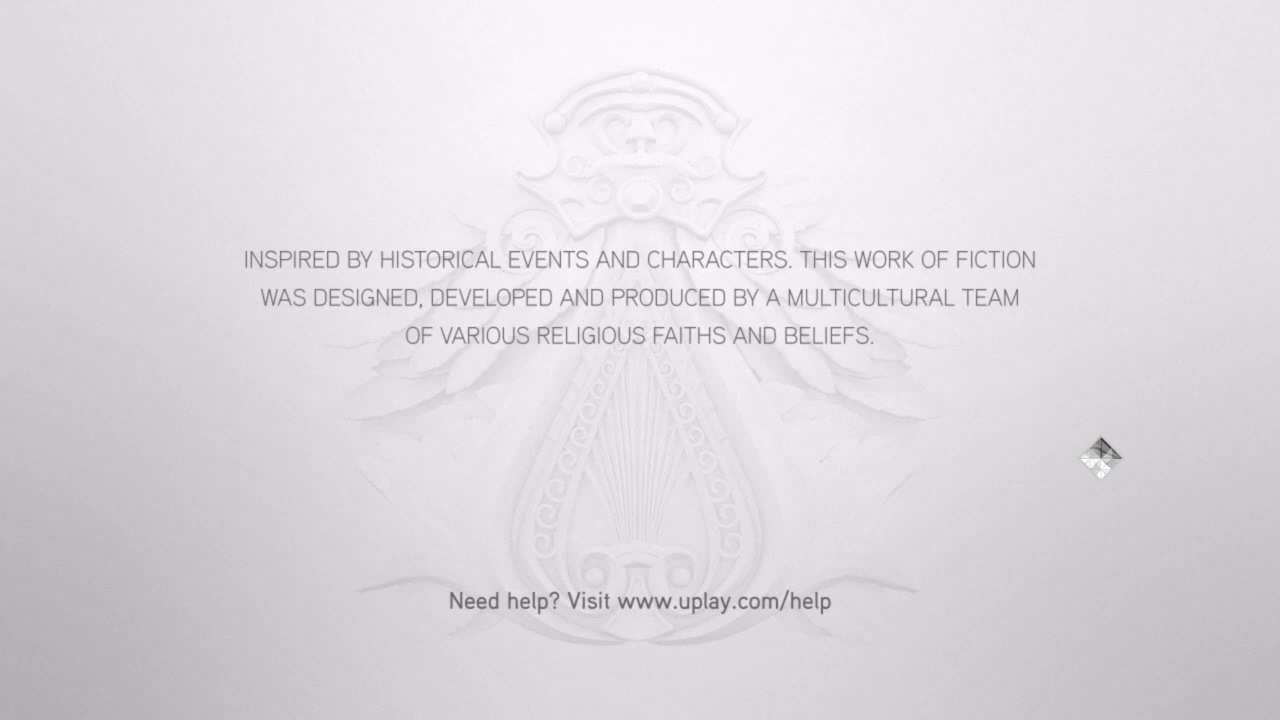 INSPIRED BY HISTORICAL EVENTS AND CHARACTERS. THIS WORK OF FICTION
WAS DESIGNED, DEVELOPED AND PRODUCED BY A MULTICULTURAL TEAM
OF VARIOUS RELIGIOUS FAITHS AND BELIEFS.
Need help? Visit www.uplay.com/help